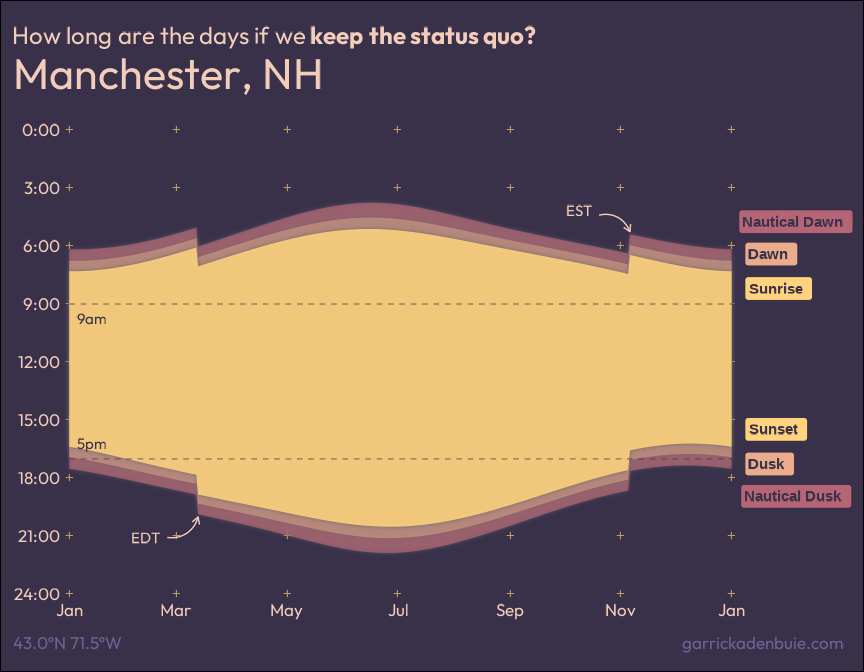 How long are the days if we keep the status quo?
Manchester, NH
0:00
3:00
EST
Nautical Dawn
6:00
Dawn
Sunrise
9:00
9am
12:00
15:00
Sunset
5pm
Dusk
18:00
Nautical Dusk
21:00
EDT
24:00
Jan Mar May Jul Sep Nov Jan
43.0°N 71.5°W
garrickadenbuie.com